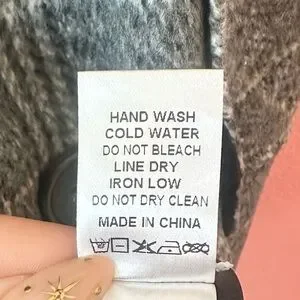 HAND WASH
COLD WATER
DO NOT BLEACH
LINE DRY
IRON LOW
DO NOT DRY CLEAN
MADE IN CHINA